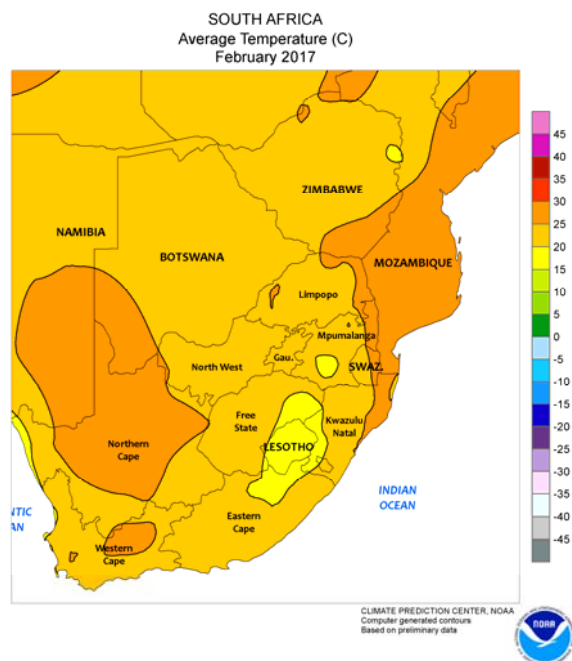 SOUTH AFRICA
Average Temperature (C)
February 2017
ZIMBABWE
NAMIBIA
BOTSWANA
MOZAMBIQUE
Limpopo
Mpumalanga
North West
Gau.
SWAZ.
Free
State
Kwazulu
Natal
Northern
Cape
LESOTHO
Eastern
Cape
Western
Cape
NTIC
AN
INDIAN
OCEAN
45
40
35
30
25
20
15
10
5
0
-5
-10
-15
-20
-25
-30
-35
-40
-45
CLIMATE PREDICTION CENTER, NOAA
Computer generated contours
Based on preliminary data
NOAA